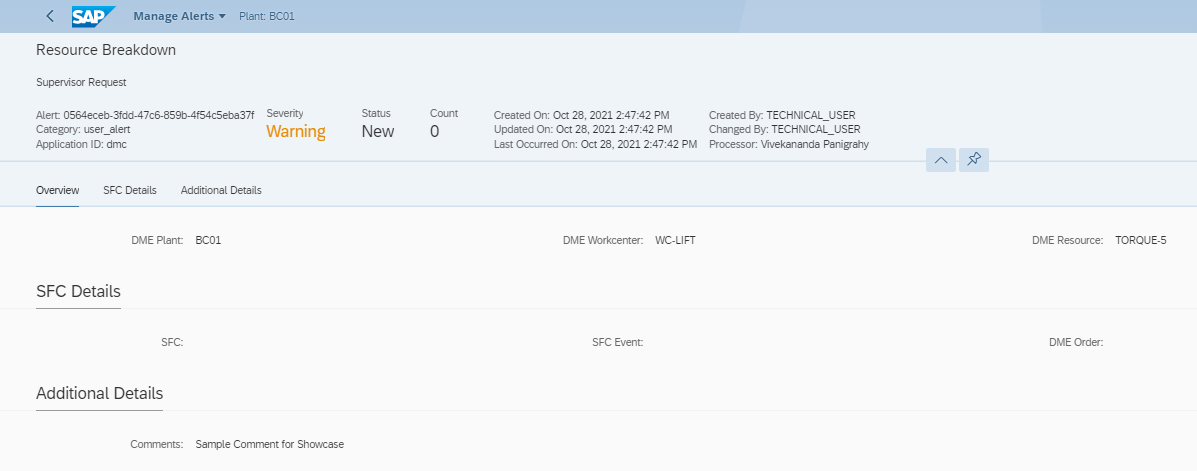 SAP Manage Alerts Plant: BC01
Resource Breakdown
Supervisor Request
Alert: 0564eceb-3fdd-47c6-859b-4f54c5eba37f
Category: user_alert
Application ID: dmc
Severity
Warning
Status
New
Count
0
Created On: Oct 28, 2021 2:47:42 PM
Updated On: Oct 28, 2021 2:47:42 PM
Last Occurred On: Oct 28, 2021 2:47:42 PM
Created By: TECHNICAL_USER
Changed By: TECHNICAL_USER
Processor: Vivekananda Panigrahy
Overview SFC Details Additional Details
DME Plant: BC01 DME Workcenter: WC-LIFT DME Resource: TORQUE-5
SFC Details
SFC: SFC Event: DME Order:
Additional Details
Comments: Sample Comment for Showcase